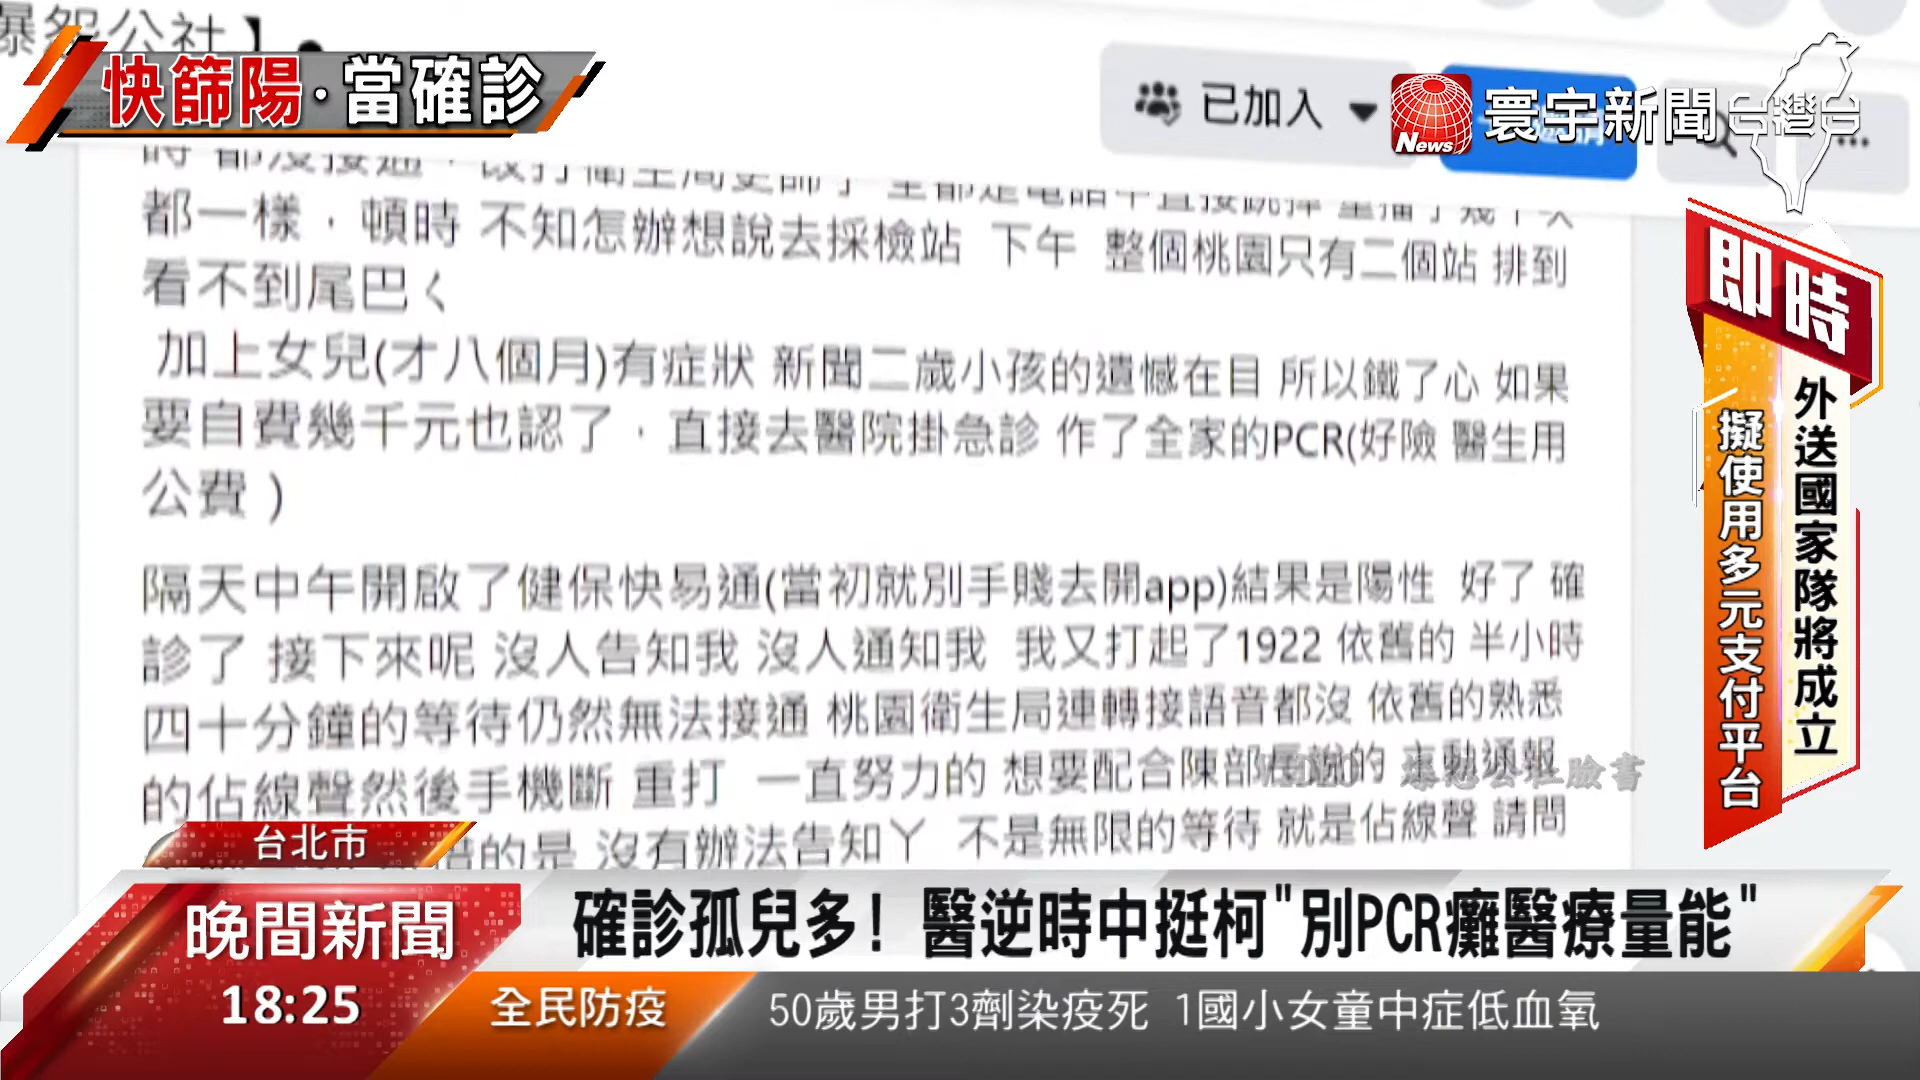 爆怨公社】
快篩陽·當確診
已加入
News
寰宇新聞
台灣台
都一樣，頓時 不知怎辦想說去採檢站 下午 整個桃園只有二個站 排到
看不到尾巴ㄑ
加上女兒(才八個月)有症狀 新聞二歲小孩的遺憾在目 所以鐵了心 如果
要自費幾千元也認了，直接去醫院掛急診 作了全家的PCR(好險 醫生用
公費 )
隔天中午開啟了健保快易通(當初就別手賤去開app)結果是陽性 好了 確
診了 接下來呢 沒人告知我 沒人通知我 我又打起了1922 依舊的 半小時
四十分鐘的等待仍然無法接通 桃園衛生局連轉接語音都沒 依舊的熟悉
的佔線聲然後手機斷 重打 一直努力的 想要配合陳部長說的 主動通報
的是 沒有辦法告知ㄚ 不是無限的等待 就是佔線聲 請問
即時
外送國家隊將成立
擬使用多元支付平台
台北市
晚間新聞
確診孤兒多! 醫逆時中挺柯"別PCR癱醫療量能"
18:25
全民防疫
50歲男打3劑染疫死 1國小女童中症低血氧